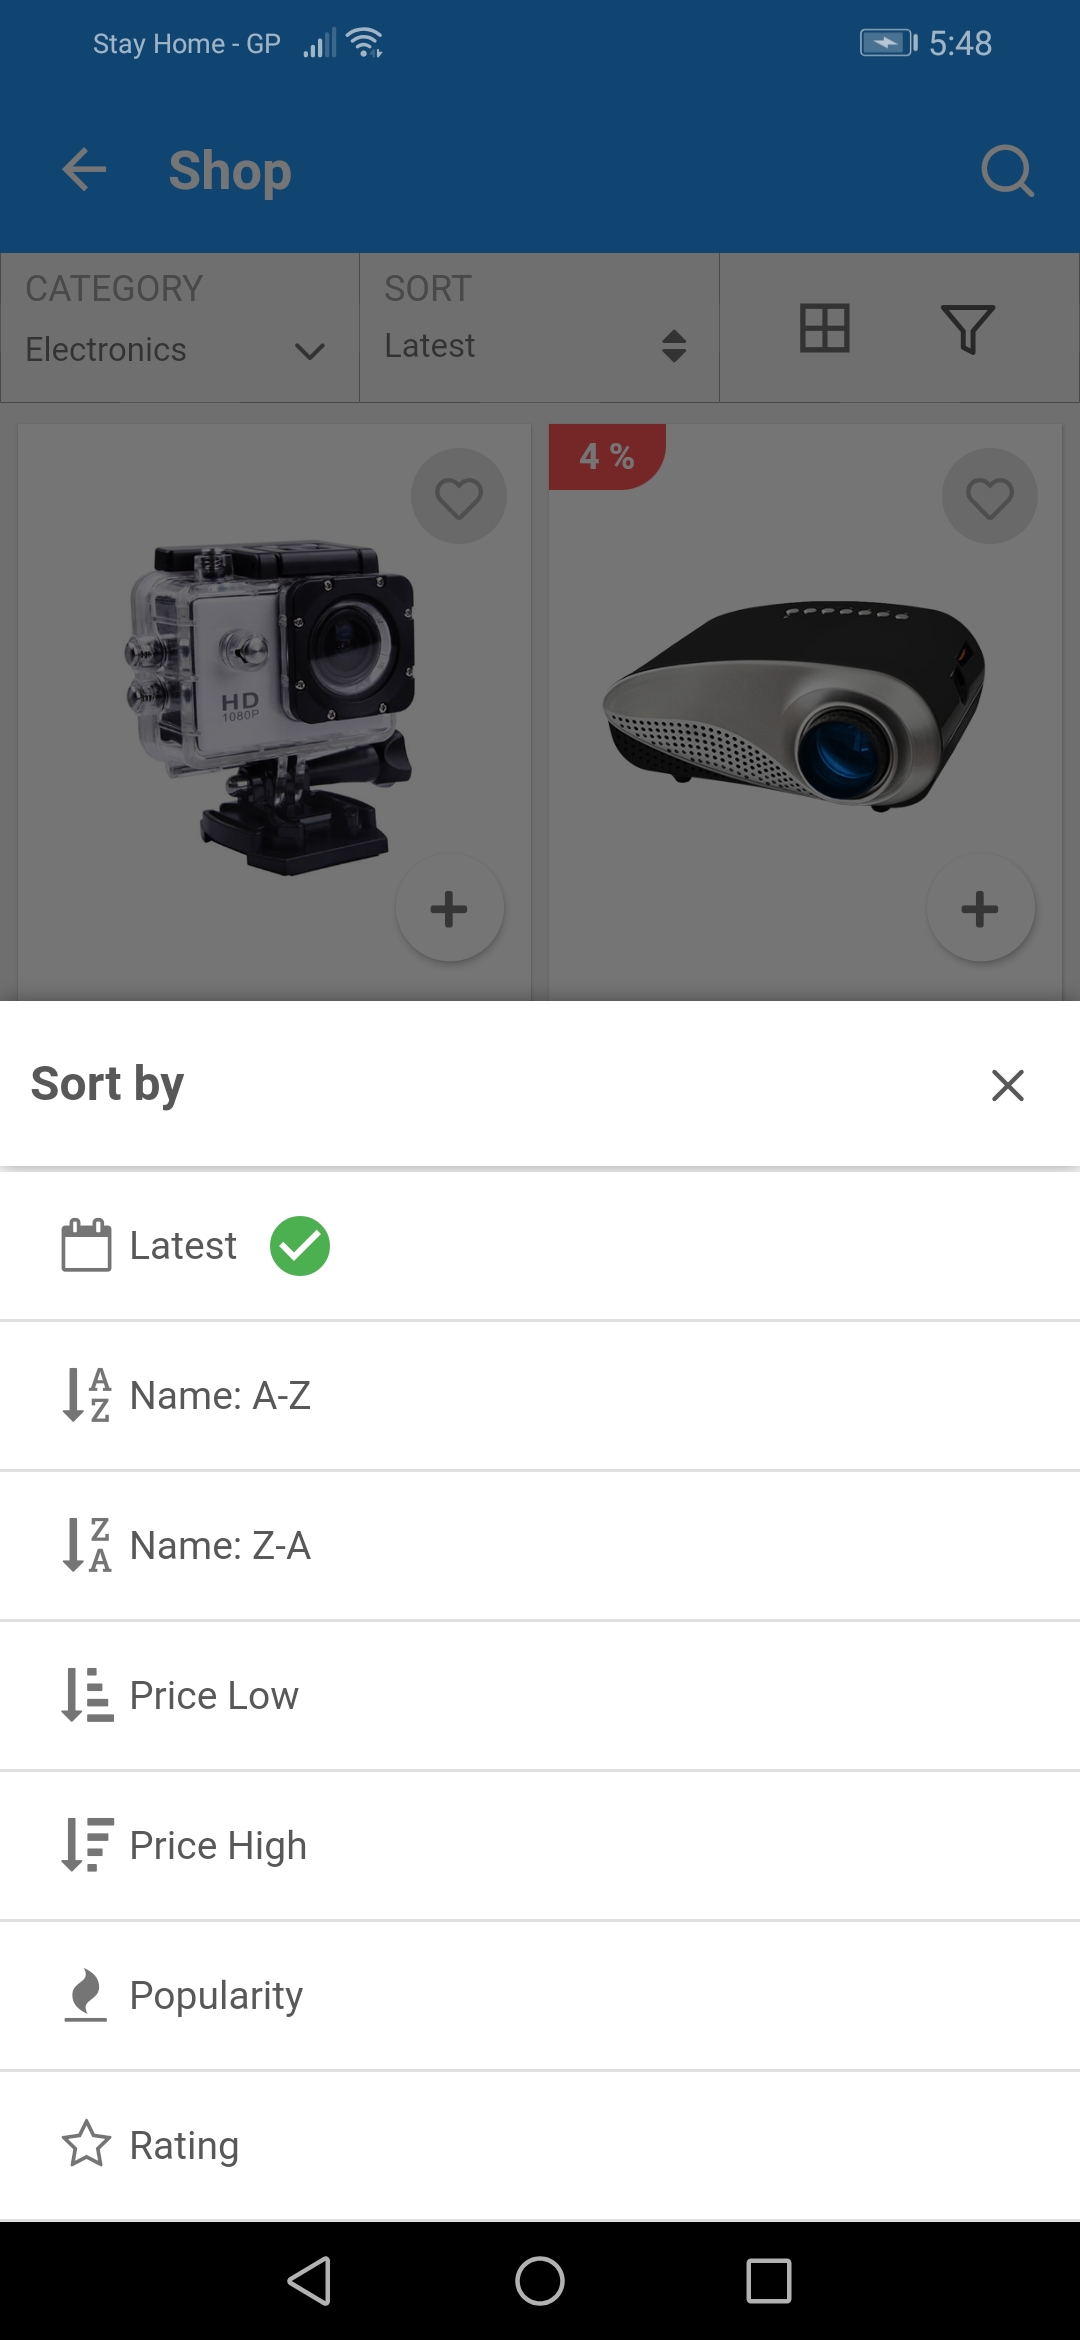 Stay Home - GP
5:48
Shop
CATEGORY
Electronics
SORT
Latest
4 %
HD
1080P
Sort by
Latest
A
Z
Name: A-Z
Z
A
Name: Z-A
Price Low
Price High
Popularity
Rating